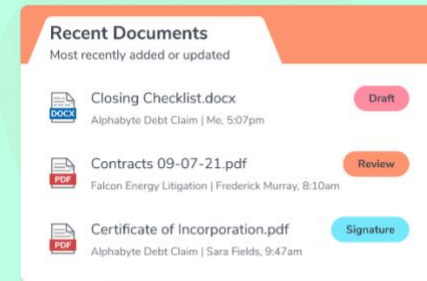 Recent Documents
Most recently added or updated
DOCX
Closing Checklist.docx
Draft
Alphabyte Debt Claim | Me, 5:07pm
PDF
Contracts 09-07-21.pdf
Review
Falcon Energy Litigation | Frederick Murray, 8:10am
PDF
Certificate of Incorporation.pdf
Signature
Alphabyte Debt Claim | Sara Fields, 9:47am